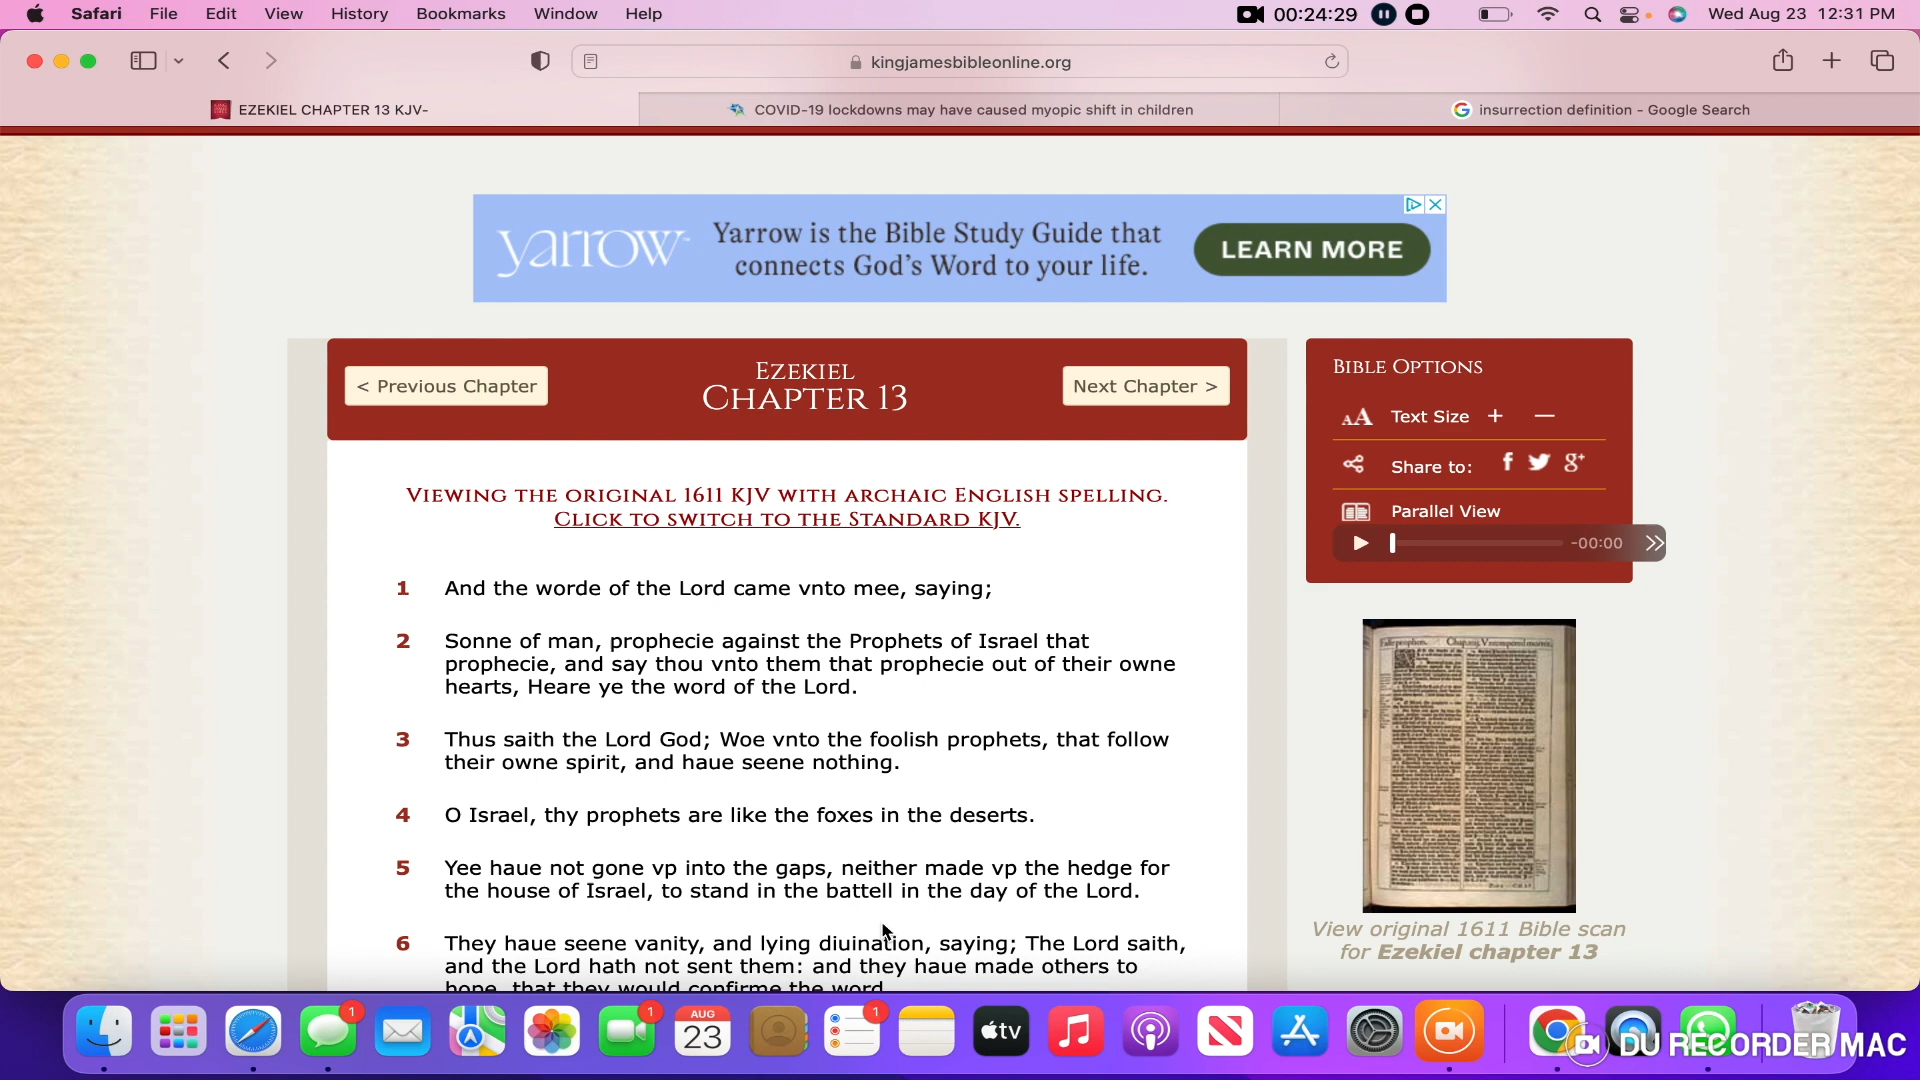 Safari File Edit View History Bookmarks Window Help 00:24:29 Wed Aug 23 12:31 PM
kingjamesbibleonline.org
EZEKIEL CHAPTER 13 KJV- COVID-19 lockdowns may have caused myopic shift in children insurrection definition - Google Search
yarrow Yarrow is the Bible Study Guide that
connects God's Word to your life.
LEARN MORE
< Previous Chapter
EZEKIEL
CHAPTER 13
Next Chapter >
VIEWING THE ORIGINAL 1611 KJV WITH ARCHAIC ENGLISH SPELLING.
CLICK TO SWITCH TO THE STANDARD KJV.
1 And the worde of the Lord came vnto mee, saying;
2 Sonne of man, prophecie against the Prophets of Israel that
prophecie, and say thou vnto them that prophecie out of their owne
hearts, Heare ye the word of the Lord.
3 Thus saith the Lord God; Woe vnto the foolish prophets, that follow
their owne spirit, and haue seene nothing.
4 O Israel, thy prophets are like the foxes in the deserts.
5 Yee haue not gone vp into the gaps, neither made vp the hedge for
the house of Israel, to stand in the battell in the day of the Lord.
6 They haue seene vanity, and lying diuination, saying; The Lord saith,
and the Lord hath not sent them: and they haue made others to
hope, that they would confirme the word.
BIBLE OPTIONS
AA Text Size + —
Share to: f g+
Parallel View
-00:00
View original 1611 Bible scan
for Ezekiel chapter 13
1 1 AUG 23 1 tv
DU RECORDER MAC